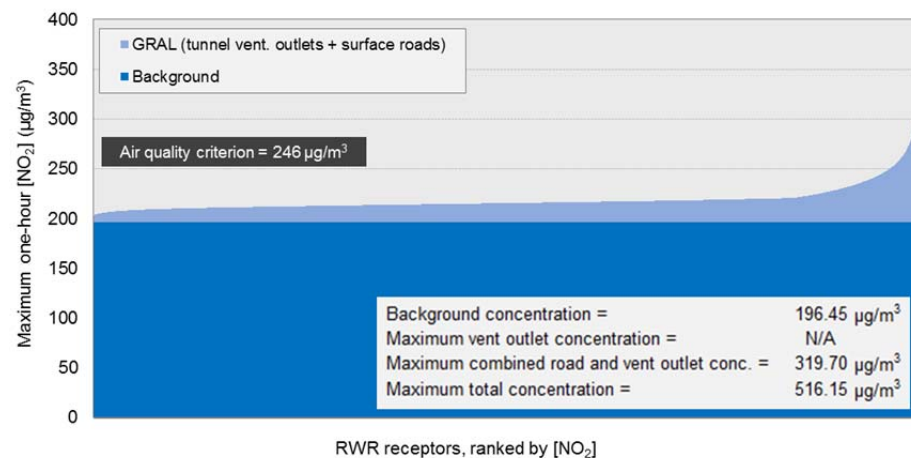 400
350
300
250
200
150
100
50
0
Maximum one-hour [NO₂] (µg/m³)
GRAL (tunnel vent. outlets + surface roads)
Background
Air quality criterion = 246 µg/m³
Background concentration = 196.45 µg/m³
Maximum vent outlet concentration = N/A
Maximum combined road and vent outlet conc. = 319.70 µg/m³
Maximum total concentration = 516.15 µg/m³
RWR receptors, ranked by [NO₂]